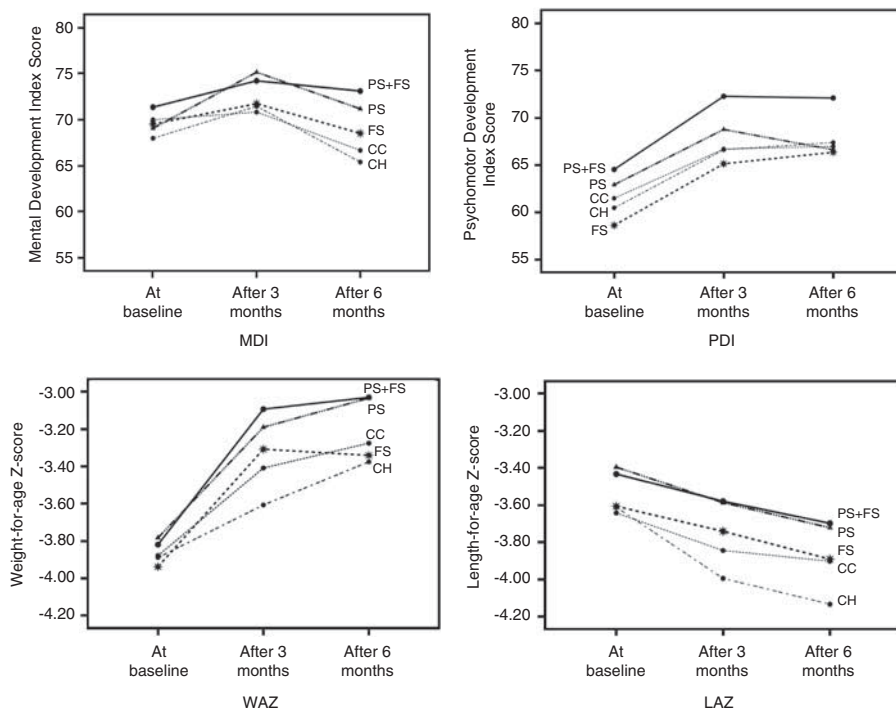 Mental Development Index Score
80
75
70
65
60
55
PS+FS
PS
FS
CC
CH
At baseline
After 3 months
After 6 months
MDI
Psychomotor Development
Index Score
80
75
70
65
60
55
PS+FS
PS
CC
CH
FS
At baseline
After 3 months
After 6 months
PDI
Weight-for-age Z-score
-3.00
-3.20
-3.40
-3.60
-3.80
-4.00
-4.20
PS+FS
PS
CC
FS
CH
At baseline
After 3 months
After 6 months
WAZ
Length-for-age Z-score
-3.00
-3.20
-3.40
-3.60
-3.80
-4.00
-4.20
PS+FS
PS
FS
CC
CH
At baseline
After 3 months
After 6 months
LAZ